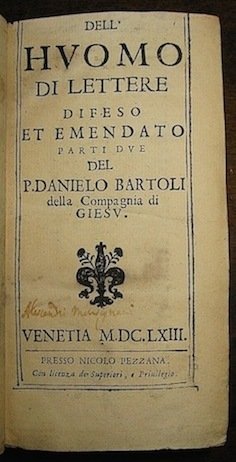 DELL'
HVOMO
DI LETTERE
DIFESO
ET EMENDATO
PARTI DVE
DEL
P. DANIELO BARTOLI
della Compagnia di
GIESV.
VENETIA M.DC.LXIII.
PRESSO NICOLO PEZZANA.
Con licenza de Superiori, e Priuilegio.